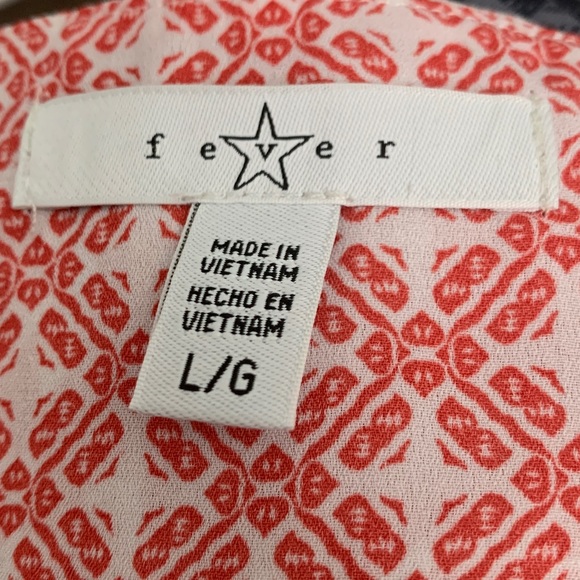 fever
MADE IN
VIETNAM
HECHO EN
VIETNAM
L/G